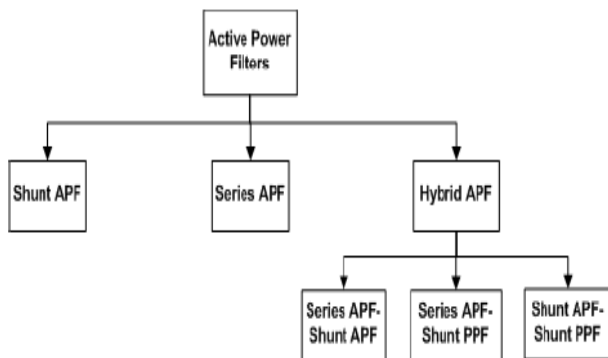 Active Power
Filters
Shunt APF
Series APF
Hybrid APF
Series APF-
Shunt APF
Series APF-
Shunt PPF
Shunt APF-
Shunt PPF